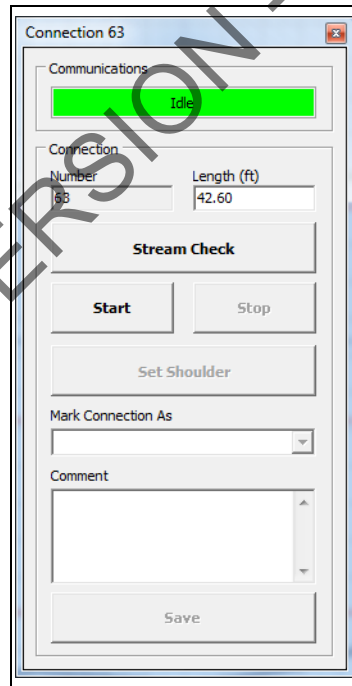 Connection 63
Communications
Idle
Connection
Number Length (ft)
63 42.60
Stream Check
Start Stop
Set Shoulder
Mark Connection As
Comment
Save
ERSION